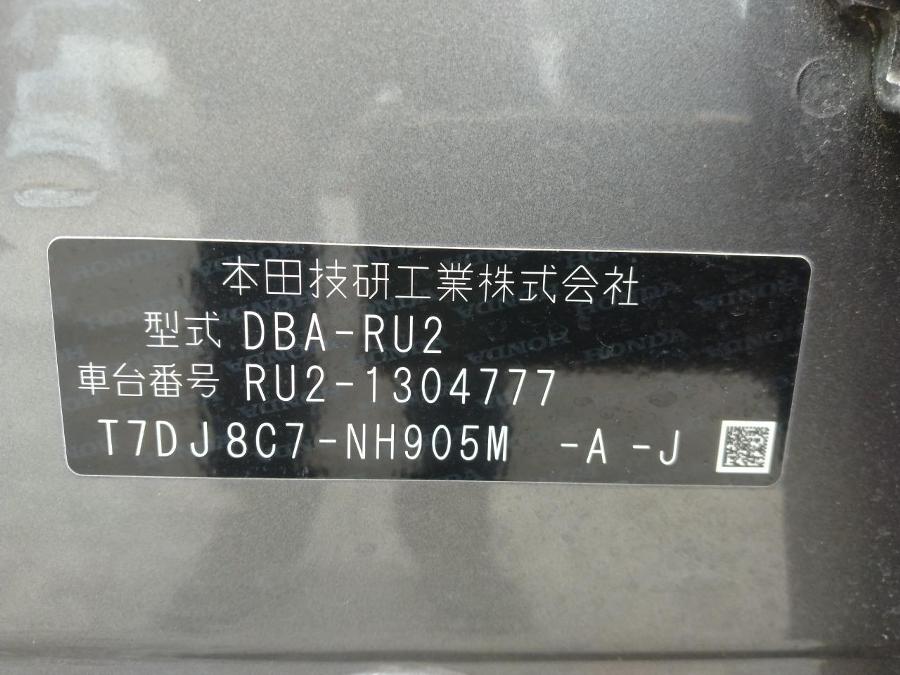 本田技研工業株式会社
型式 DBA-RU2
車台番号 RU2-1304777
T7DJ8C7-NH905M -A -J